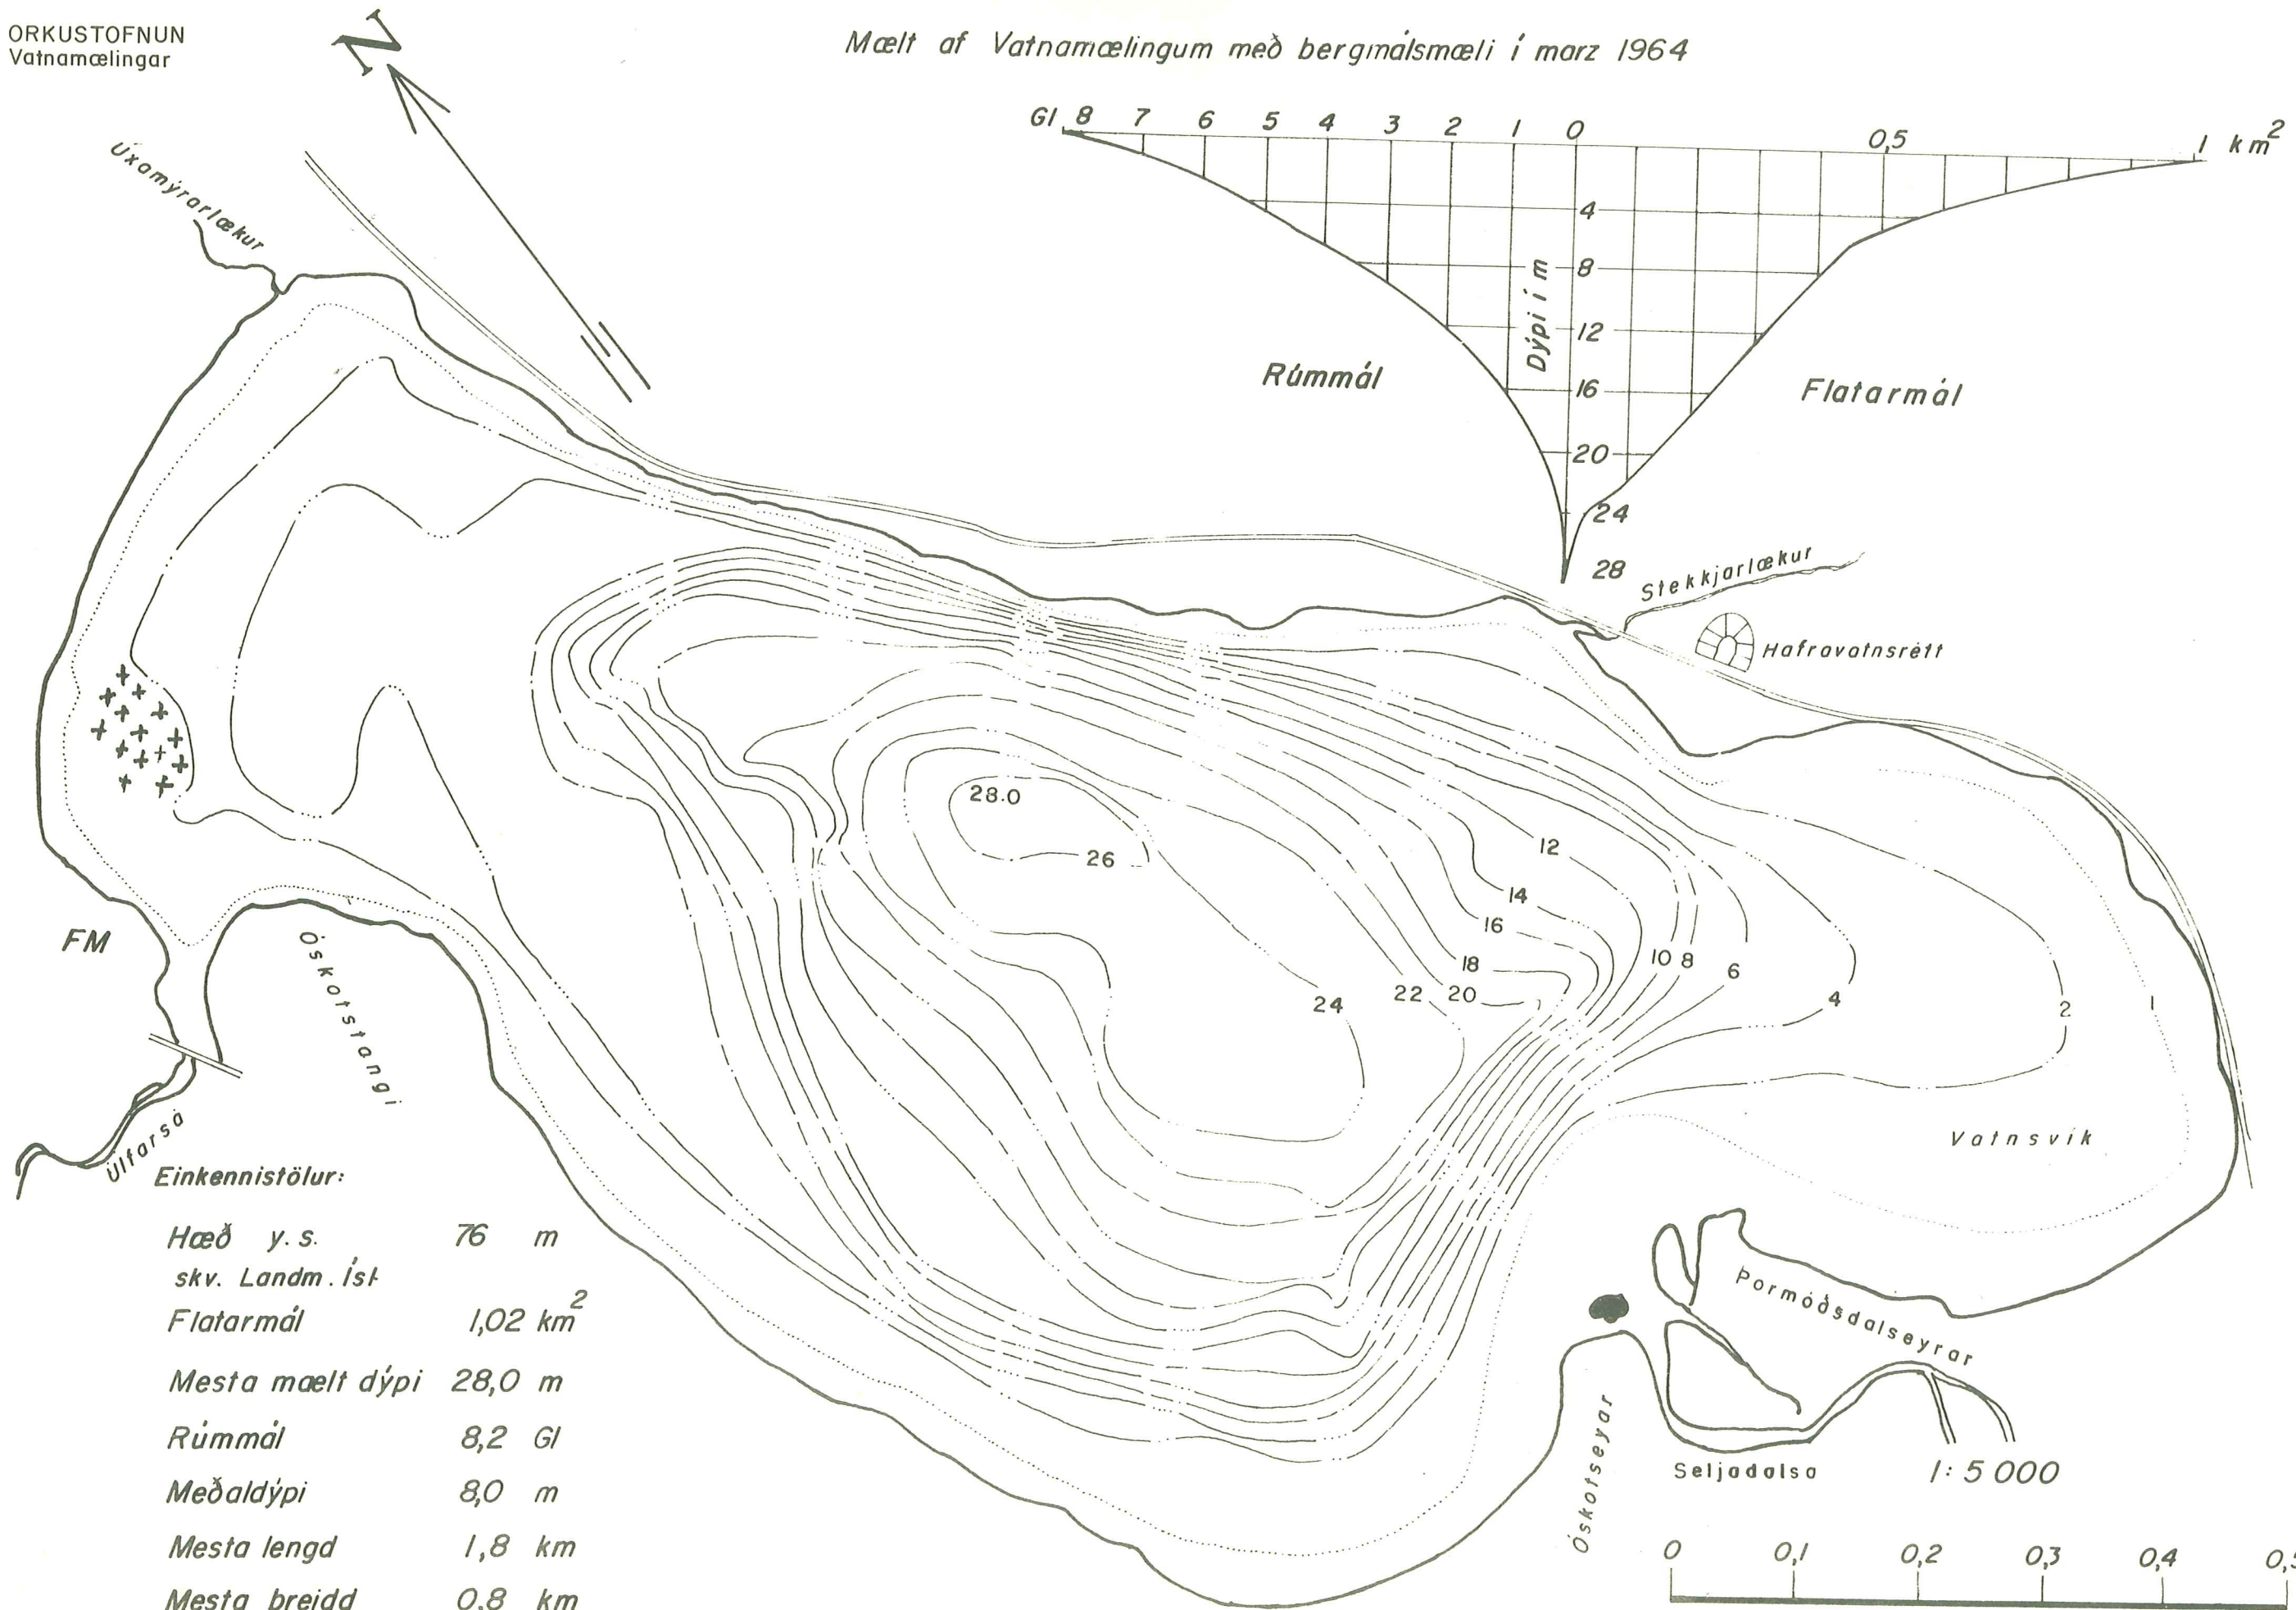 ORKUSTOFNUN
Vatnamælingar
N
Mælt af Vatnamælingum með bergmálsmæli í marz 1964
Gl 8 7 6 5 4 3 2 1 0 0,5 1 km²
4
8
12
16
20
24
28
Dýpi í m
Rúmmál
Flatarmál
Úxamýrarlækur
Stekkjarlækur
Hafravatnsrétt
28.0
26
24
22
20
18
16
14
12
10 8
6
4
2
1
FM
Óskotstangi
Úlfarsá
Vatnsvík
Þormóðsdalseyrar
Óskotseyar
Seljadalsa
1:5 000
0 0,1 0,2 0,3 0,4
Einkennistölur:
Hæð y. s. 76 m
skv. Landm. Ísl
Flatarmál 1,02 km²
Mesta mælt dýpi 28,0 m
Rúmmál 8,2 Gl
Meðaldýpi 8,0 m
Mesta lengd 1,8 km
Mesta breidd 0,8 km